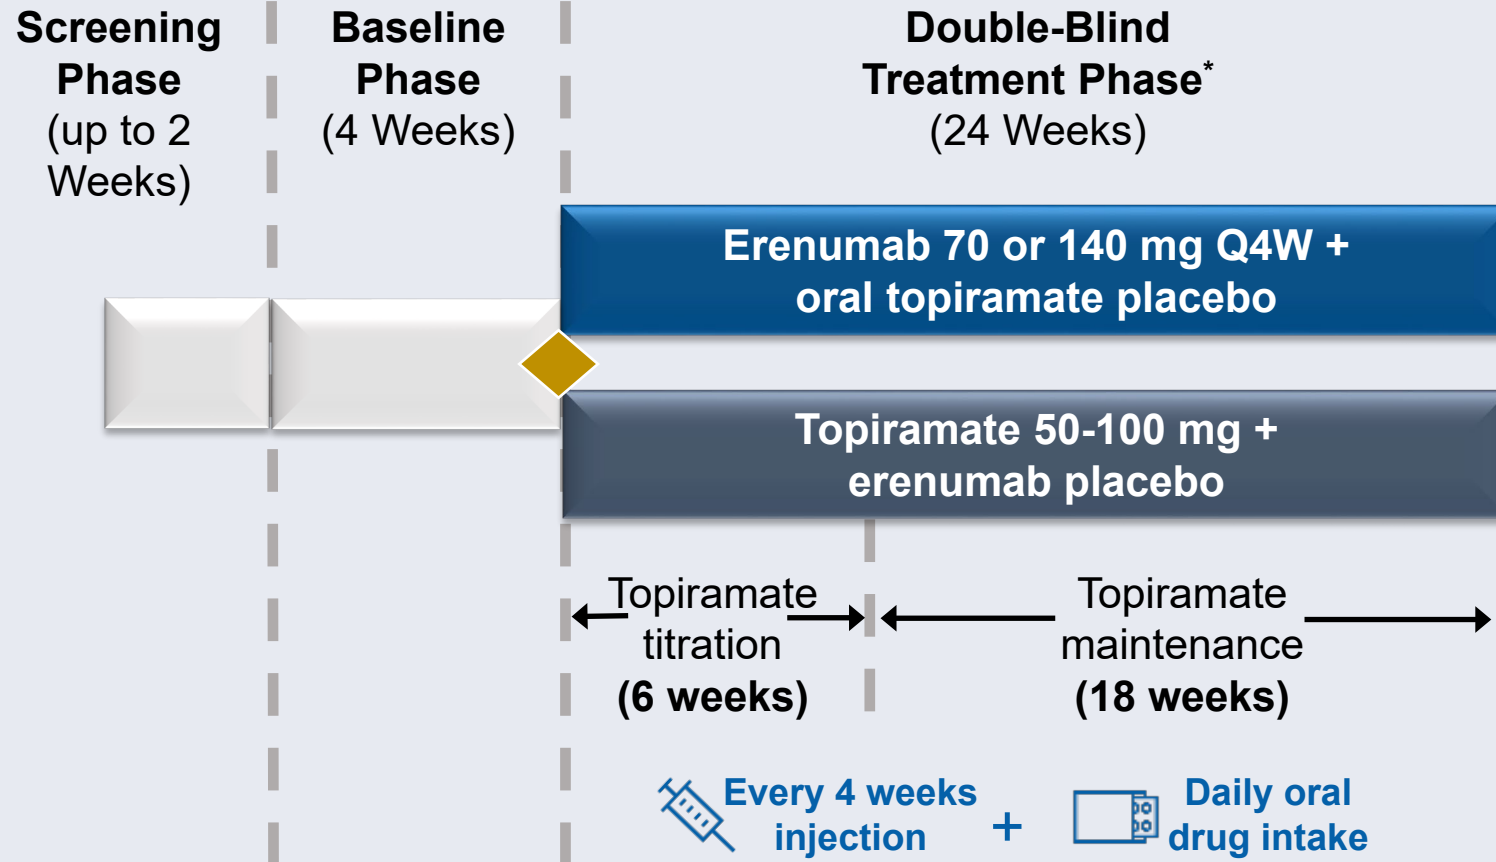 Screening
Phase
(up to 2
Weeks)
Baseline
Phase
(4 Weeks)
Double-Blind
Treatment Phase*
(24 Weeks)
Erenumab 70 or 140 mg Q4W +
oral topiramate placebo
Topiramate 50-100 mg +
erenumab placebo
Topiramate
titration
(6 weeks)
Topiramate
maintenance
(18 weeks)
Every 4 weeks
injection
+
Daily oral
drug intake